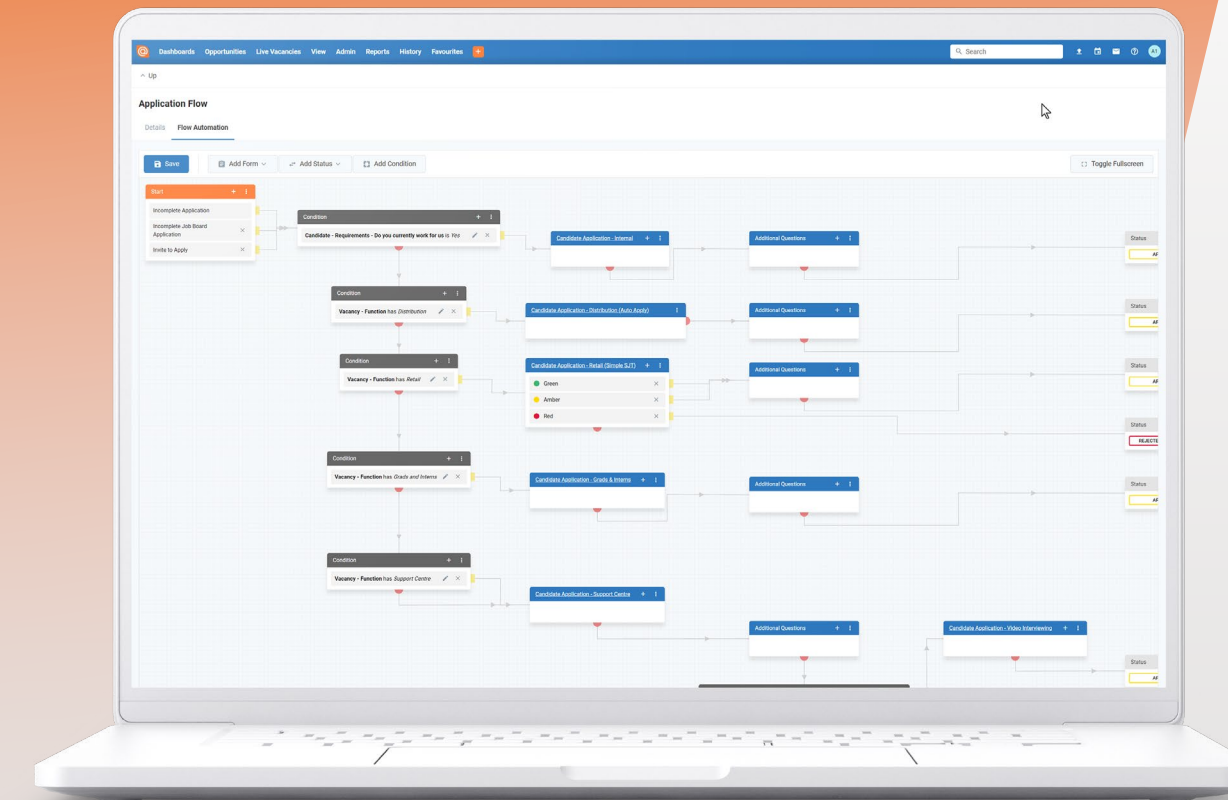 Dashboards Opportunities Live Vacancies View Admin Reports History Favourites +
Search
AT
Up
Application Flow
Details Flow Automation
Save Add Form Add Status Add Condition Toggle Fullscreen
Start
Incomplete Application
Incomplete Job Board
Application
Invite to Apply
Condition
Candidate - Requirements - Do you currently work for us is Yes
Candidate Application - Internal
Additional Questions
Status
Condition
Vacancy - Function has Distribution
Candidate Application - Distribution (Auto Apply)
Additional Questions
Status
Condition
Vacancy - Function has Retail
Candidate Application - Retail (Simple SJT)
Green
Amber
Red
Additional Questions
Status
Status
REJECTE
Condition
Vacancy - Function has Grads and Interns
Candidate Application - Grads & Interns
Additional Questions
Status
Condition
Vacancy - Function has Support Centre
Candidate Application - Support Centre
Additional Questions
Candidate Application - Video Interviewing
Status